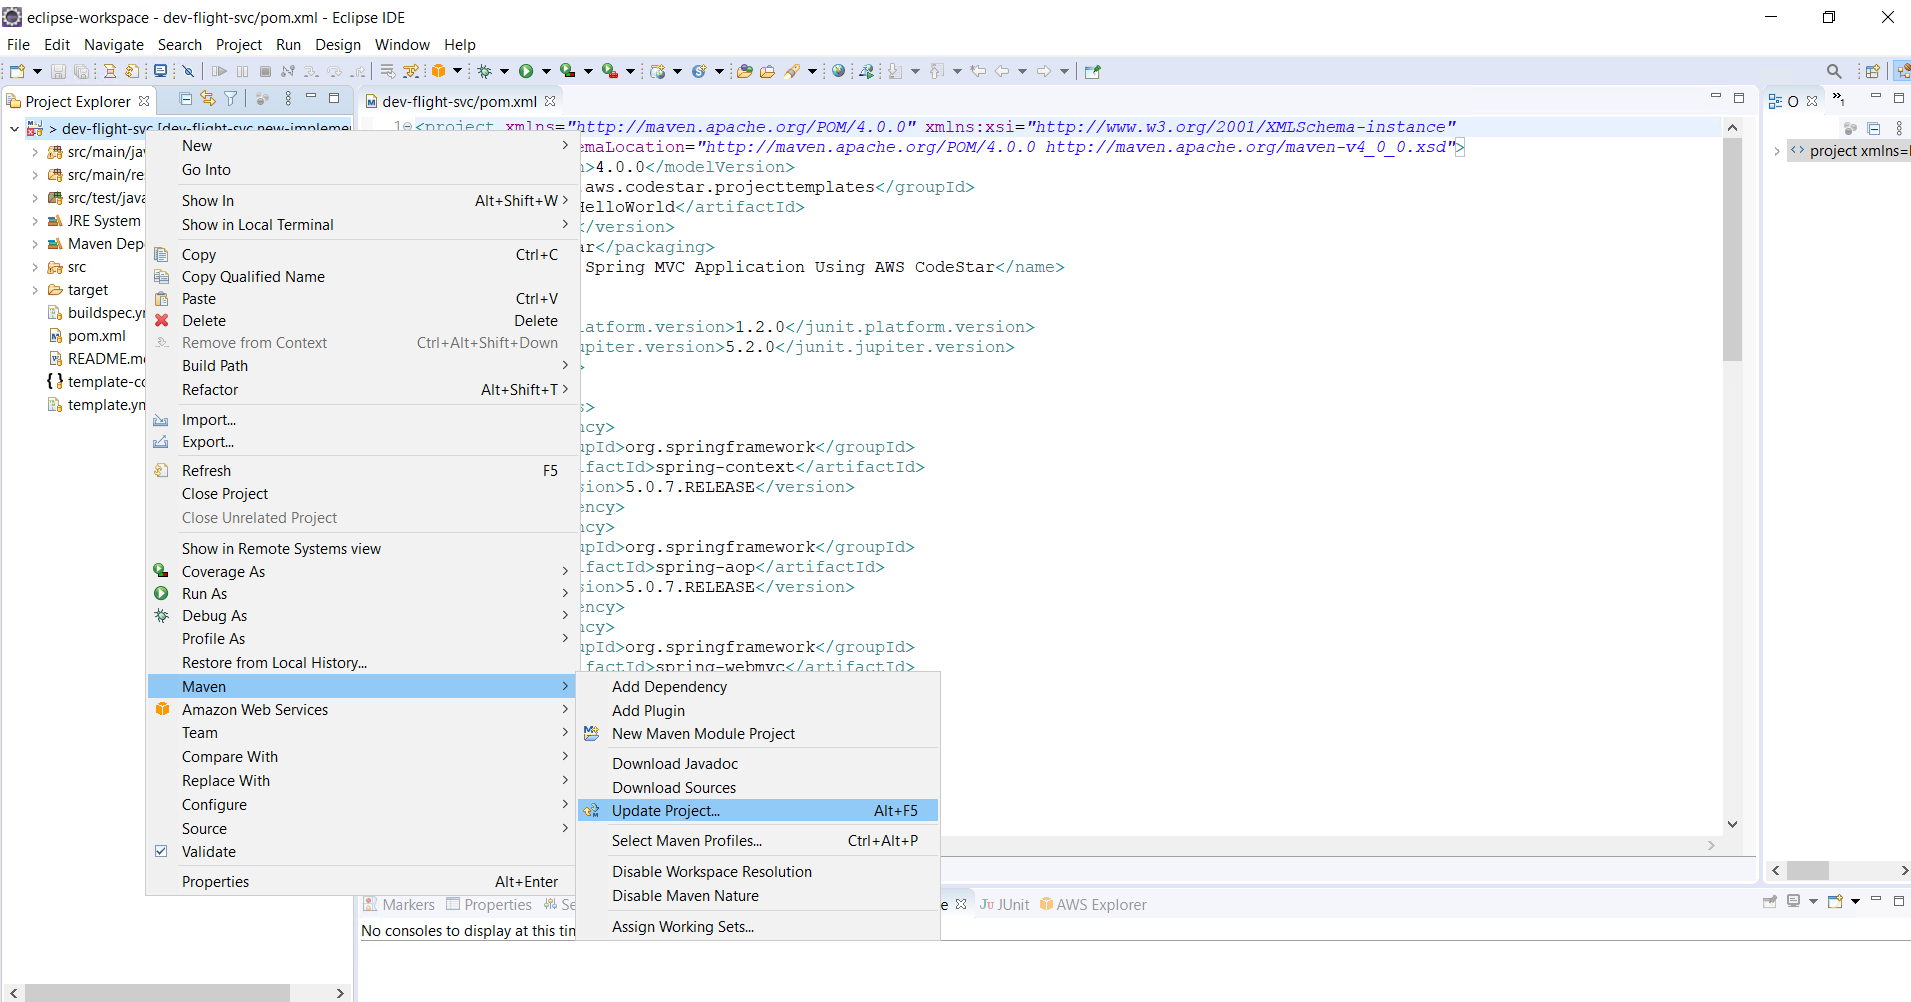 eclipse-workspace - dev-flight-svc/pom.xml - Eclipse IDE
File Edit Navigate Search Project Run Design Window Help
Project Explorer
> dev-flight-svc [dev-flight-svc new-impleme
src/main/jav
src/main/re
src/test/java
JRE System
Maven Dep
src
target
buildspec.yr
pom.xml
README.m
template-co
template.yn
New
Go Into
Show In Alt+Shift+W
Show in Local Terminal
Copy Ctrl+C
Copy Qualified Name
Paste Ctrl+V
Delete Delete
Remove from Context Ctrl+Alt+Shift+Down
Build Path
Refactor Alt+Shift+T
Import...
Export...
Refresh F5
Close Project
Close Unrelated Project
Show in Remote Systems view
Coverage As
Run As
Debug As
Profile As
Restore from Local History...
Maven
Amazon Web Services
Team
Compare With
Replace With
Configure
Source
Validate
Properties Alt+Enter
Add Dependency
Add Plugin
New Maven Module Project
Download Javadoc
Download Sources
Update Project... Alt+F5
Select Maven Profiles... Ctrl+Alt+P
Disable Workspace Resolution
Disable Maven Nature
Assign Working Sets...
dev-flight-svc/pom.xml
1 <project xmlns="http://maven.apache.org/POM/4.0.0" xmlns:xsi="http://www.w3.org/2001/XMLSchema-instance"
emaLocation="http://maven.apache.org/POM/4.0.0 http://maven.apache.org/maven-v4_0_0.xsd">
>4.0.0</modelVersion>
.aws.codestar.projecttemplates</groupId>
HelloWorld</artifactId>
</version>
ar</packaging>
Spring MVC Application Using AWS CodeStar</name>
latform.version>1.2.0</junit.platform.version>
upiter.version>5.2.0</junit.jupiter.version>
>
s>
ncy>
upId>org.springframework</groupId>
ifactId>spring-context</artifactId>
sion>5.0.7.RELEASE</version>
ency>
ncy>
upId>org.springframework</groupId>
ifactId>spring-aop</artifactId>
sion>5.0.7.RELEASE</version>
ency>
ncy>
upId>org.springframework</groupId>
ifactId>spring-webmvc</artifactId>
O
project xmlns=
Markers Properties Se e JUnit AWS Explorer
No consoles to display at this tim